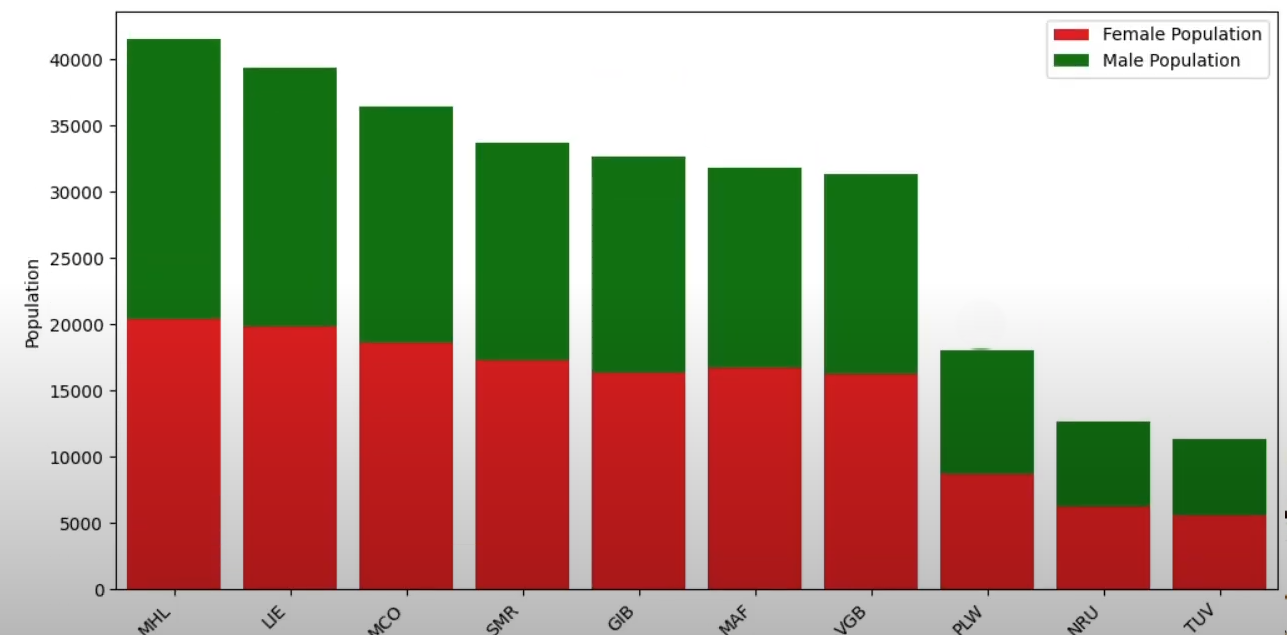 Female Population
Male Population
Population
40000
35000
30000
25000
20000
15000
10000
5000
0
MHL
LIE
MCO
SMR
GIB
MAF
VGB
PLW
NRU
TUV